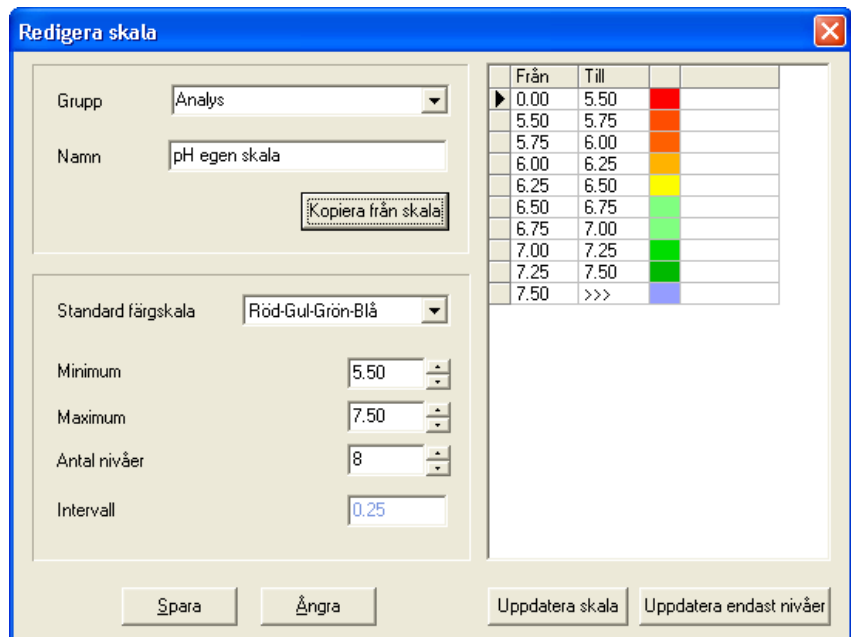 Redigera skala
Grupp Analys
Namn pH egen skala
Kopiera från skala
Standard färgskala Röd-Gul-Grön-Blå
Minimum 5.50
Maximum 7.50
Antal nivåer 8
Intervall 0.25
Spara Ångra
Från Till
0.00 5.50
5.50 5.75
5.75 6.00
6.00 6.25
6.25 6.50
6.50 6.75
6.75 7.00
7.00 7.25
7.25 7.50
7.50 >>>
Uppdatera skala Uppdatera endast nivåer